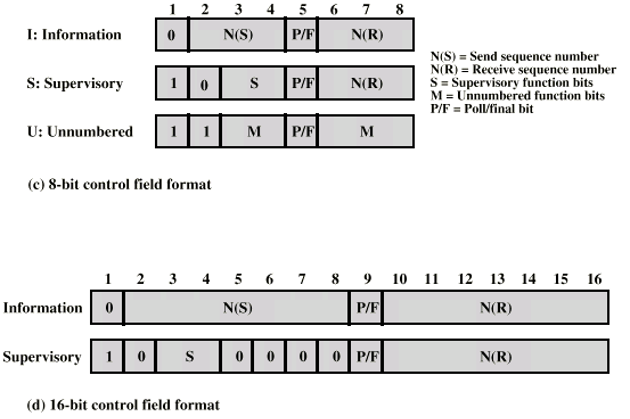 1 2 3 4 5 6 7 8
I: Information 0 N(S) P/F N(R)
N(S) = Send sequence number
N(R) = Receive sequence number
S: Supervisory 1 0 S P/F N(R)
S = Supervisory function bits
M = Unnumbered function bits
P/F = Poll/final bit
U: Unnumbered 1 1 M P/F M
(c) 8-bit control field format
1 2 3 4 5 6 7 8 9 10 11 12 13 14 15 16
Information 0 N(S) P/F N(R)
Supervisory 1 0 S 0 0 0 0 P/F N(R)
(d) 16-bit control field format